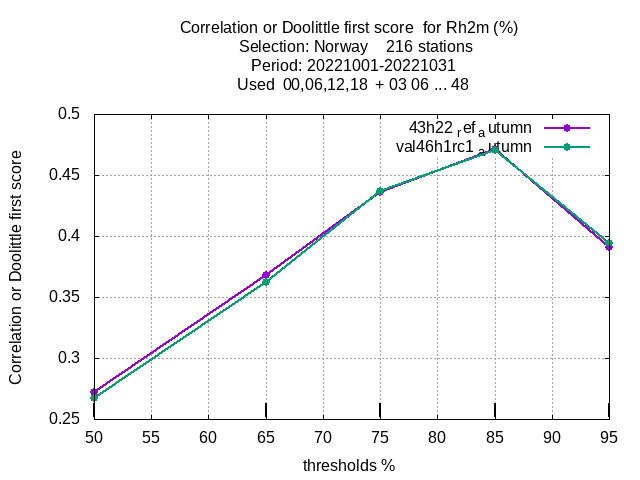 Correlation or Doolittle first score  for Rh2m (%)
Selection: Norway    216 stations
Period: 20221001-20221031
Used  00,06,12,18  + 03 06 ... 48
43h22 refautumn
val46h1rc1 autumn
Correlation or Doolittle first score
0.5
0.45
0.4
0.35
0.3
0.25
50 55 60 65 70 75 80 85 90 95
thresholds %